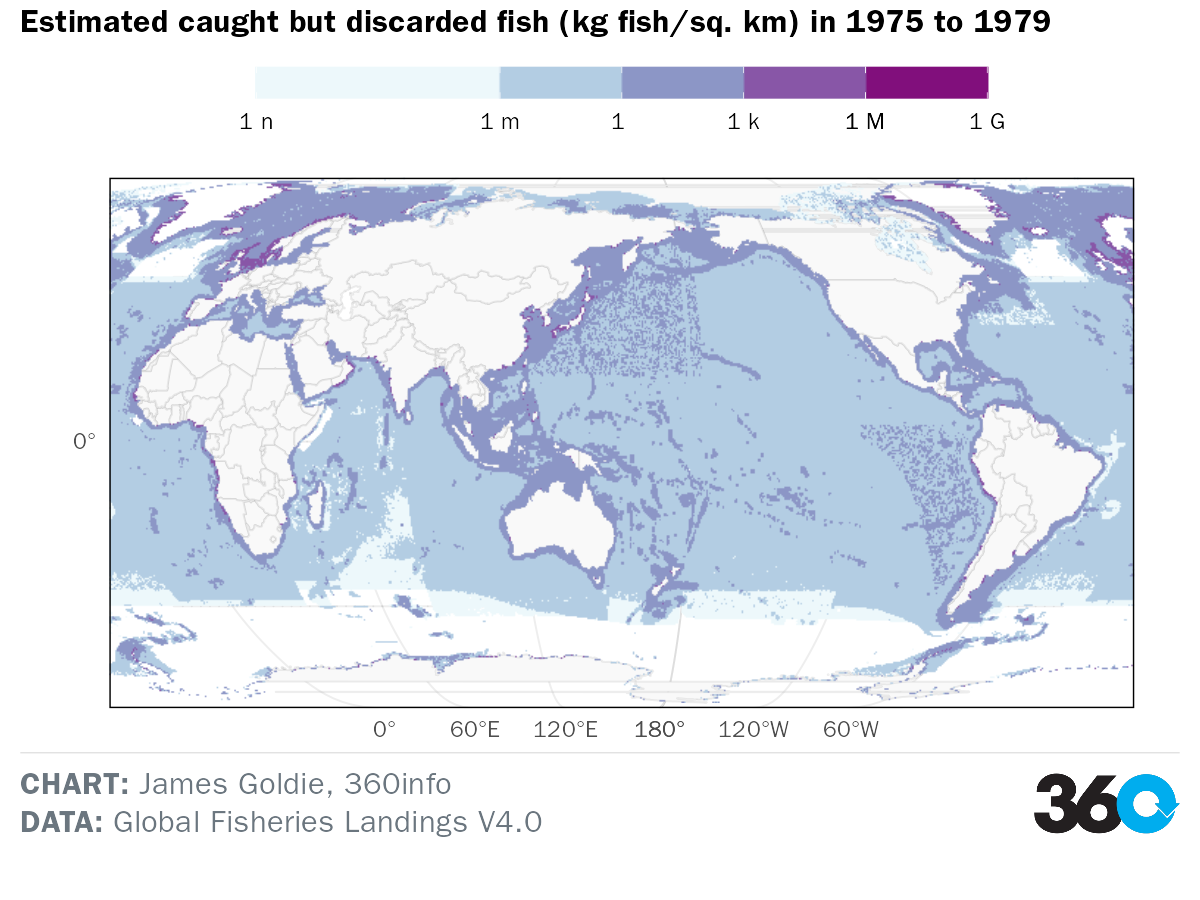 Estimated caught but discarded fish (kg fish/sq. km) in 1975 to 1979
1 n 1 m 1 1 k 1 M 1 G
0°
0° 60°E 120°E 180° 120°W 60°W
CHART: James Goldie, 360info
DATA: Global Fisheries Landings V4.0
360